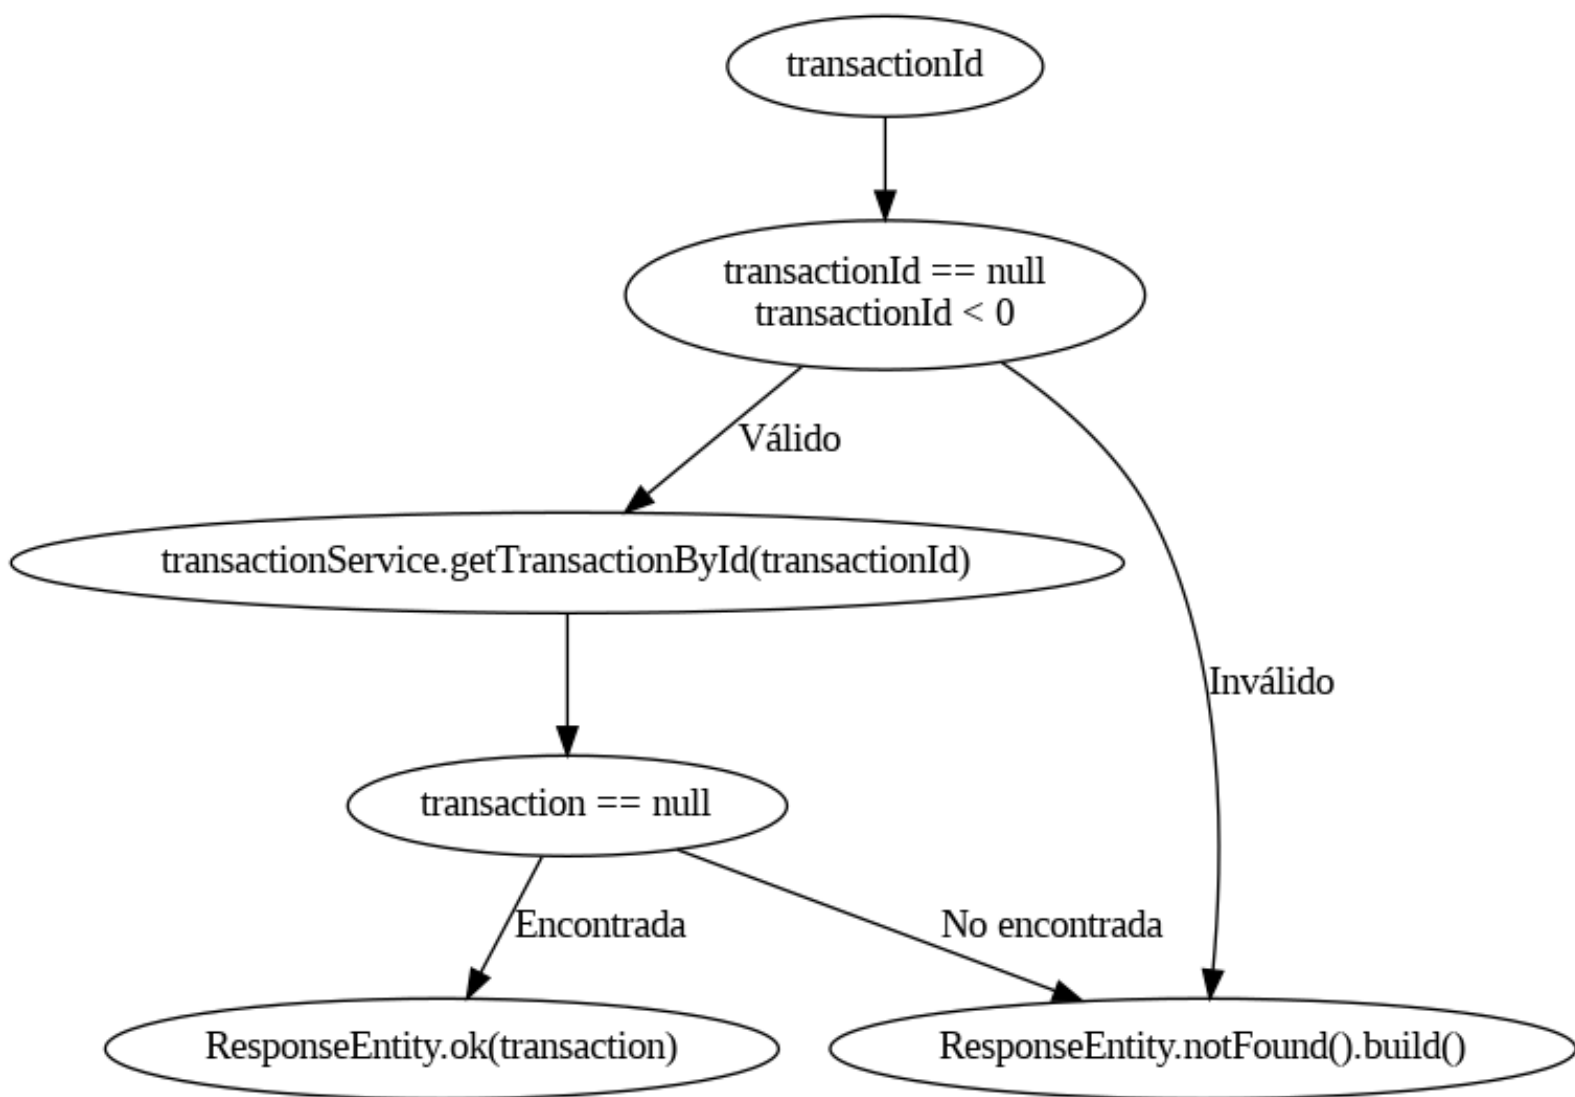 transactionId
transactionId == null
transactionId < 0
Válido
transactionService.getTransactionById(transactionId)
Inválido
transaction == null
Encontrada
No encontrada
ResponseEntity.ok(transaction)
ResponseEntity.notFound().build()